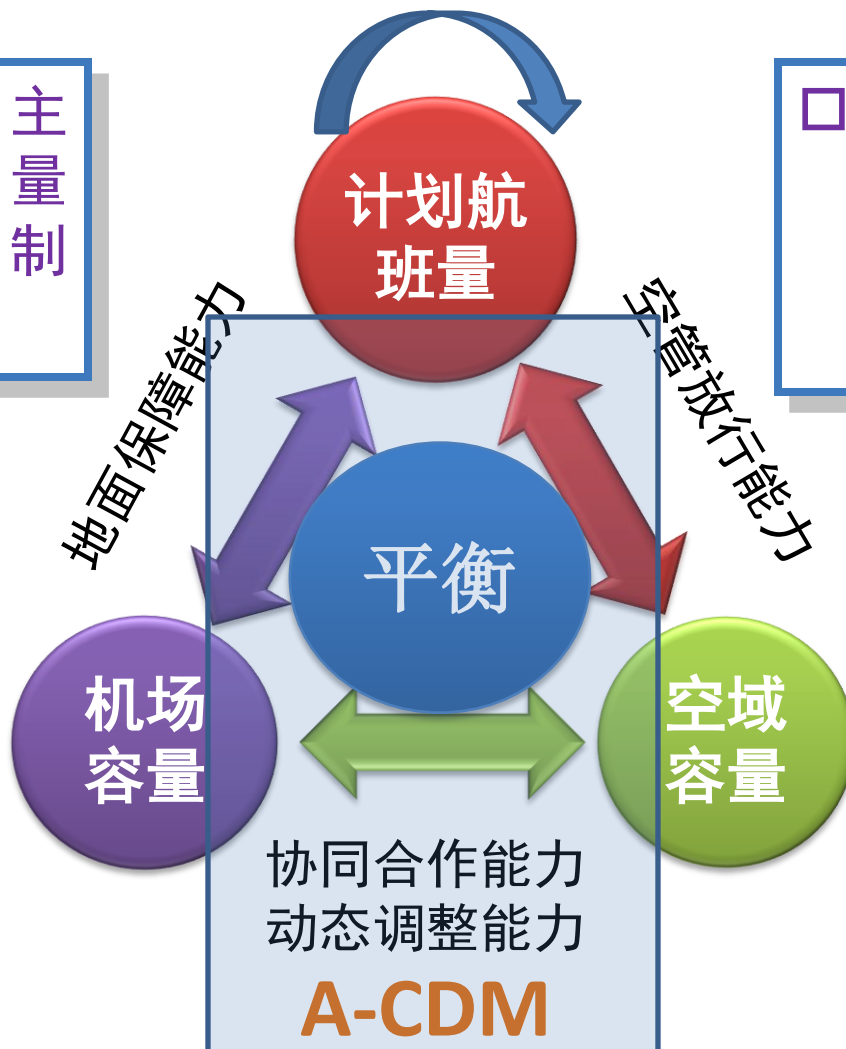 主
量
制
计划航
班量
地面保障能力
空管放行能力
平衡
机场
容量
空域
容量
协同合作能力
动态调整能力
A-CDM